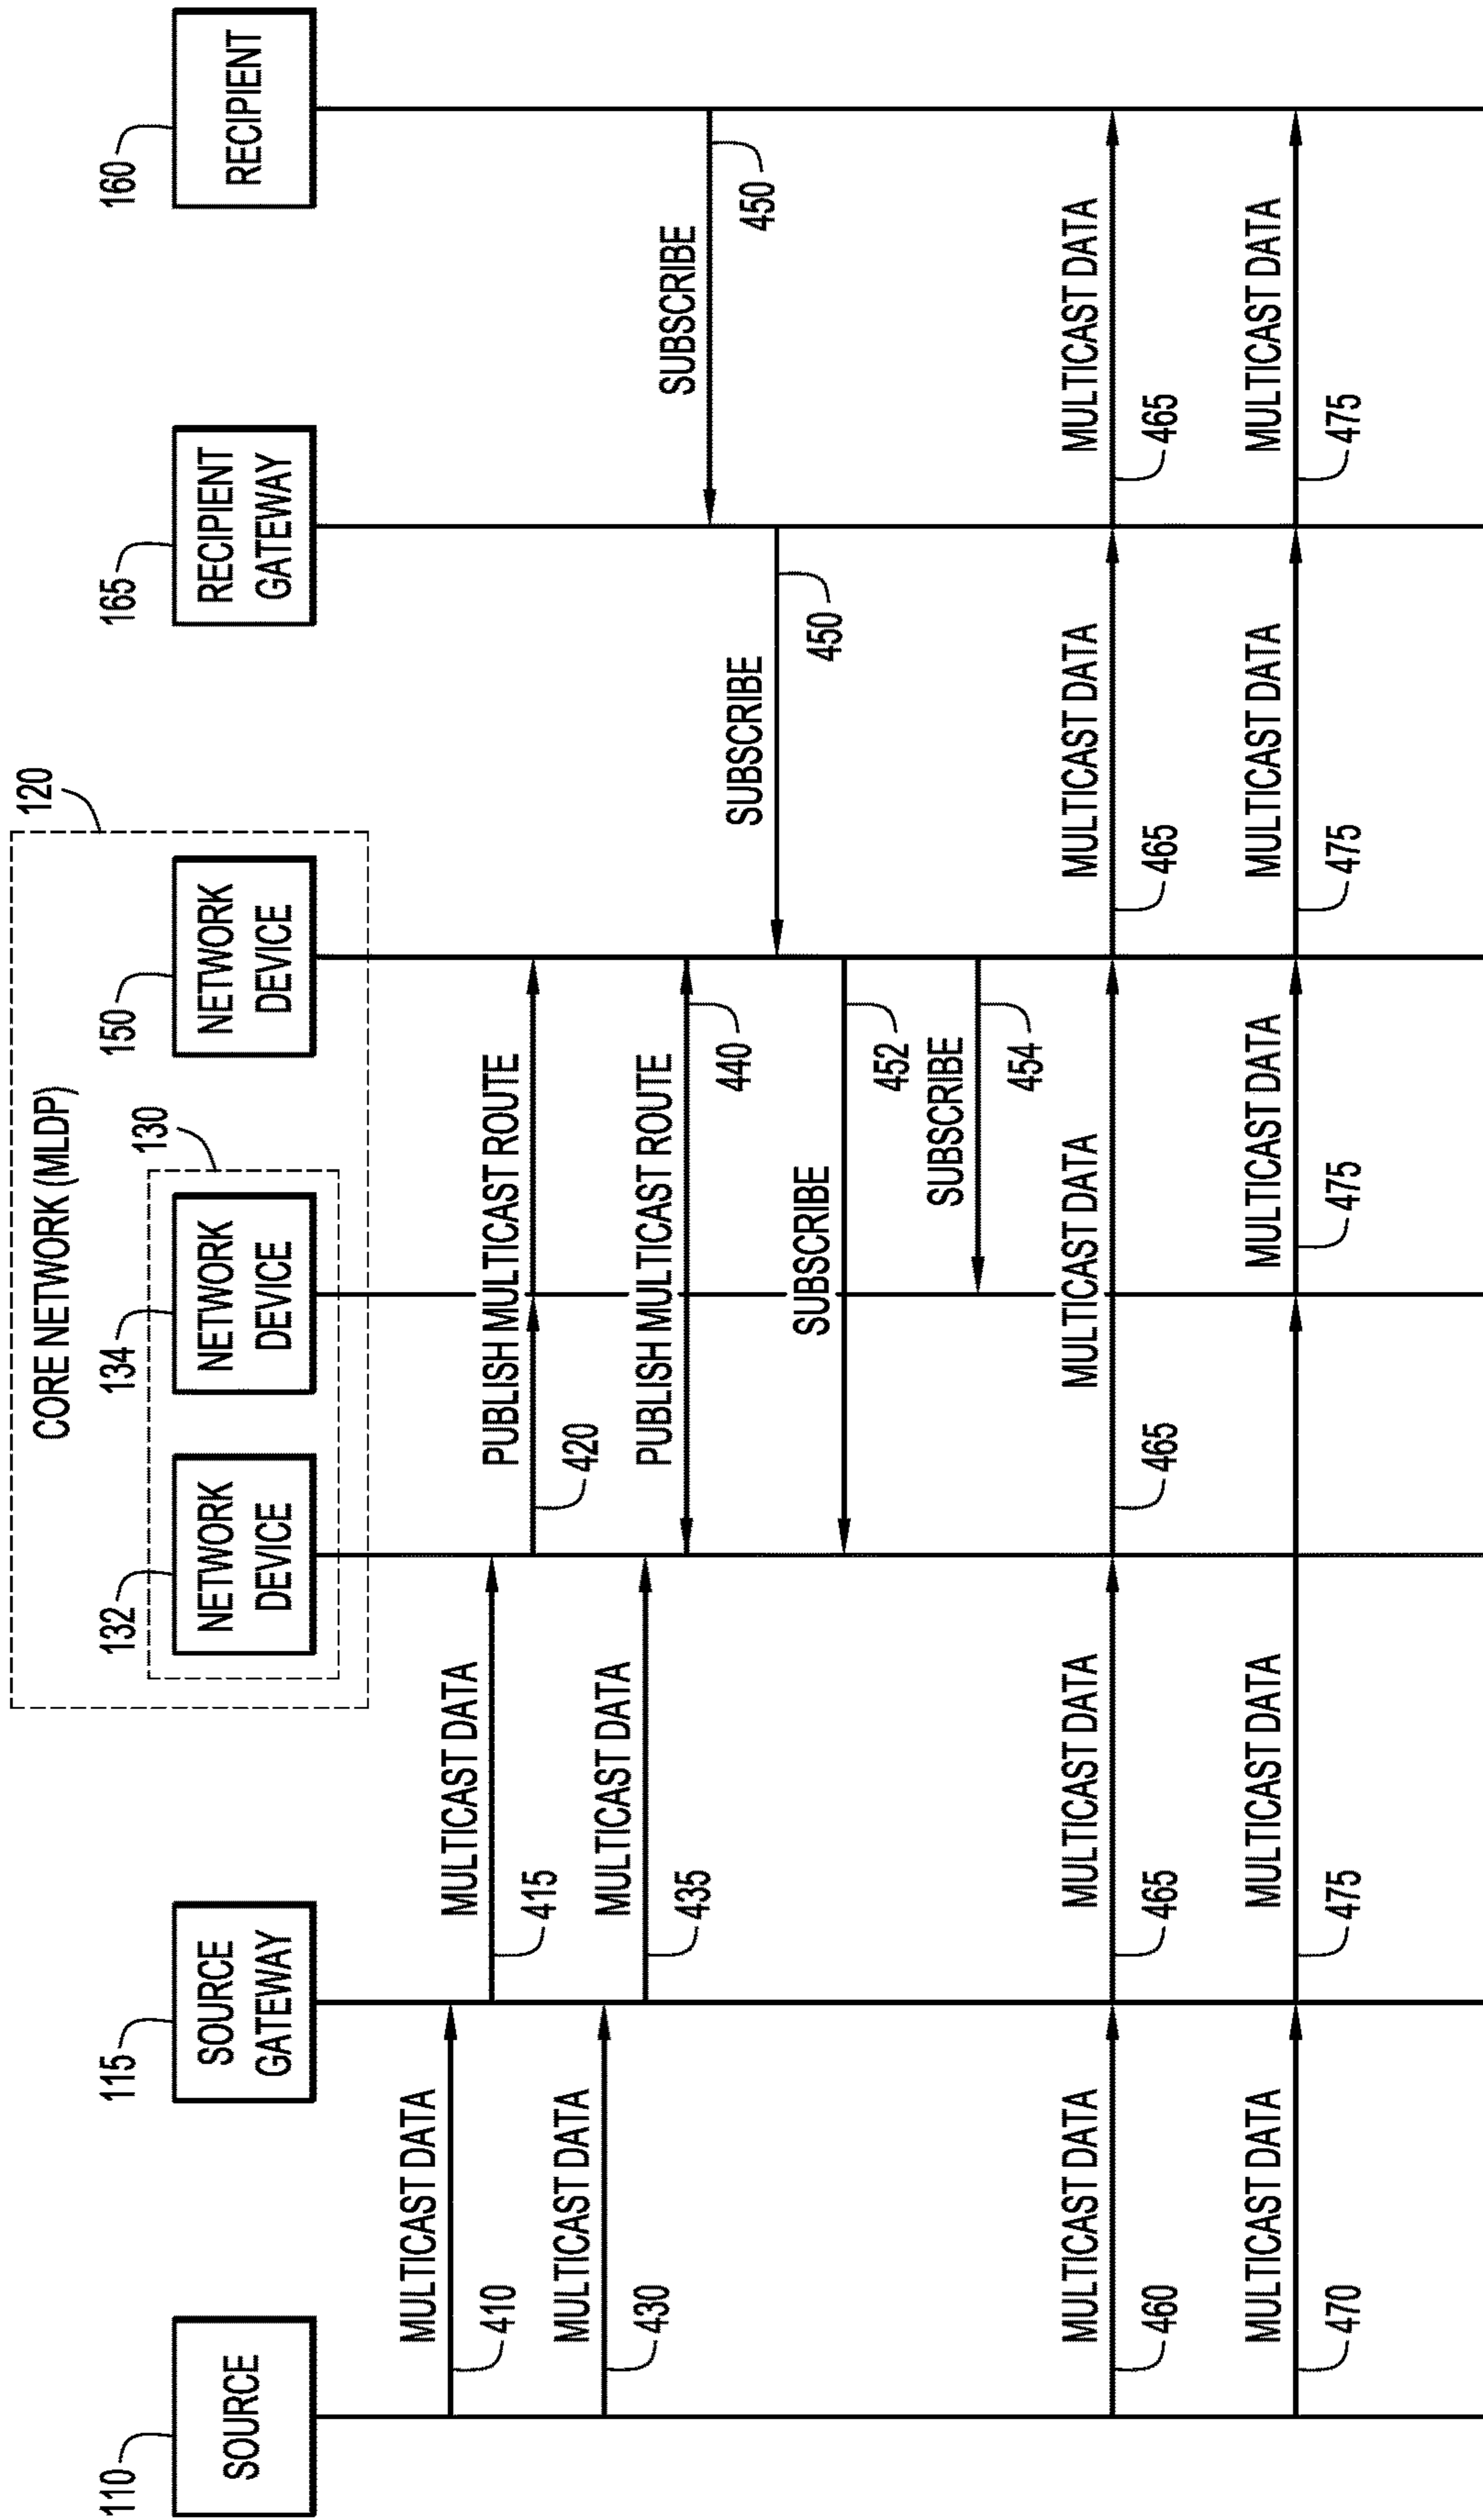 CORE NETWORK (MLDP)
120
130
110
115
132
134
150
165
160
SOURCE
SOURCE
GATEWAY
NETWORK
DEVICE
NETWORK
DEVICE
NETWORK
DEVICE
RECIPIENT
GATEWAY
RECIPIENT
MULTICAST DATA
410
MULTICAST DATA
415
PUBLISH MULTICAST ROUTE
420
MULTICAST DATA
430
MULTICAST DATA
435
PUBLISH MULTICAST ROUTE
440
SUBSCRIBE
450
SUBSCRIBE
450
SUBSCRIBE
452
SUBSCRIBE
454
MULTICAST DATA
460
MULTICAST DATA
465
MULTICAST DATA
465
MULTICAST DATA
465
MULTICAST DATA
465
MULTICAST DATA
470
MULTICAST DATA
475
MULTICAST DATA
475
MULTICAST DATA
475
MULTICAST DATA
475